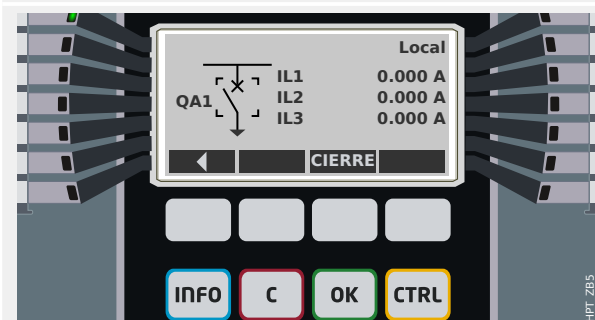 Local
IL1 0.000 A
QA1 IL2 0.000 A
IL3 0.000 A
CIERRE
INFO C OK CTRL
HPT_ZB5